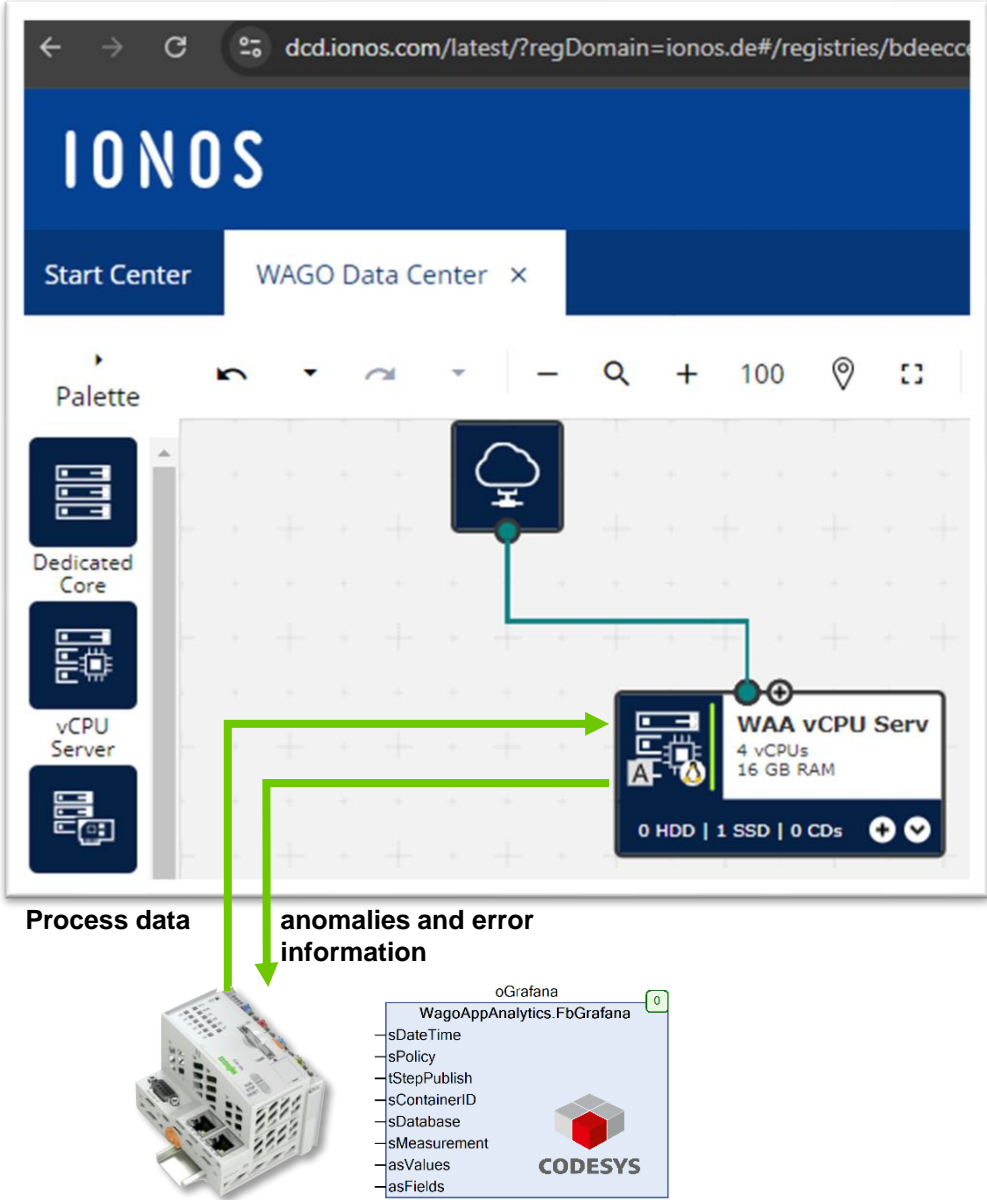 dcd.ionos.com/latest/?regDomain=ionos.de#/registries/bdeecce
IONOS
Start Center
WAGO Data Center ×
Palette
100
Dedicated
Core
vCPU
Server
WAA vCPU Serv
4 vCPUs
16 GB RAM
A
0 HDD | 1 SSD | 0 CDs
Process data
anomalies and error
information
oGrafana
0
WagoAppAnalytics.FbGrafana
sDateTime
sPolicy
tStepPublish
sContainerID
sDatabase
sMeasurement
asValues
asFields
CODESYS